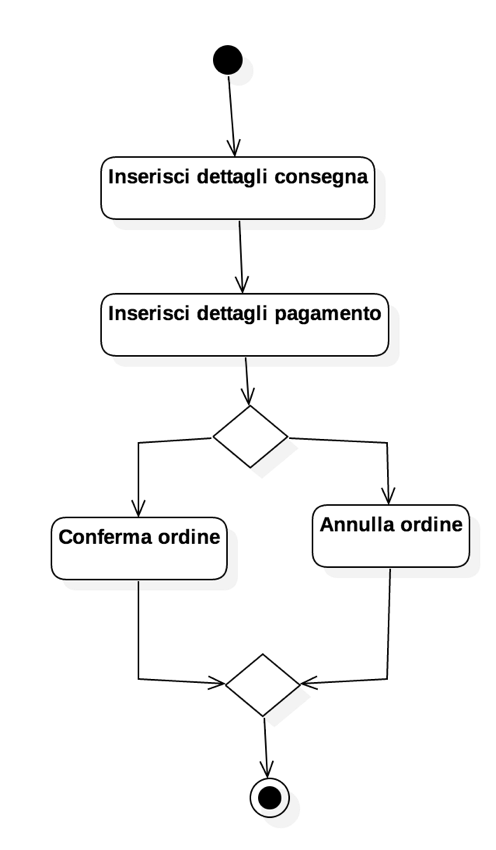 Inserisci dettagli consegna
Inserisci dettagli pagamento
Conferma ordine
Annulla ordine